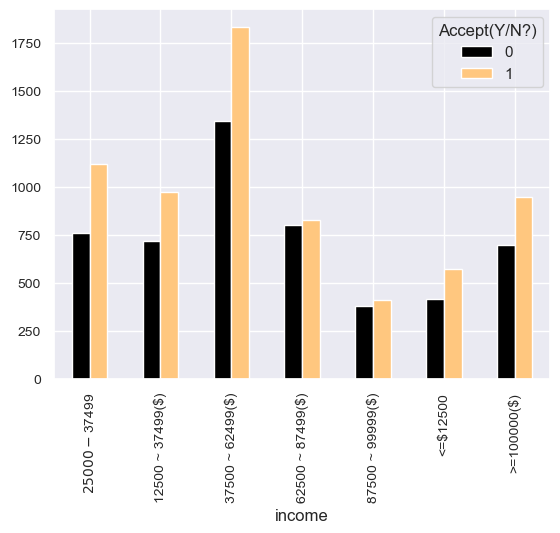 1750
1500
1250
1000
750
500
250
0
Accept(Y/N?)
0
1
25000 – 37499
12500 ~ 37499($)
37500 ~ 62499($)
62500 ~ 87499($)
87500 ~ 99999($)
<=$12500
>=100000($)
income